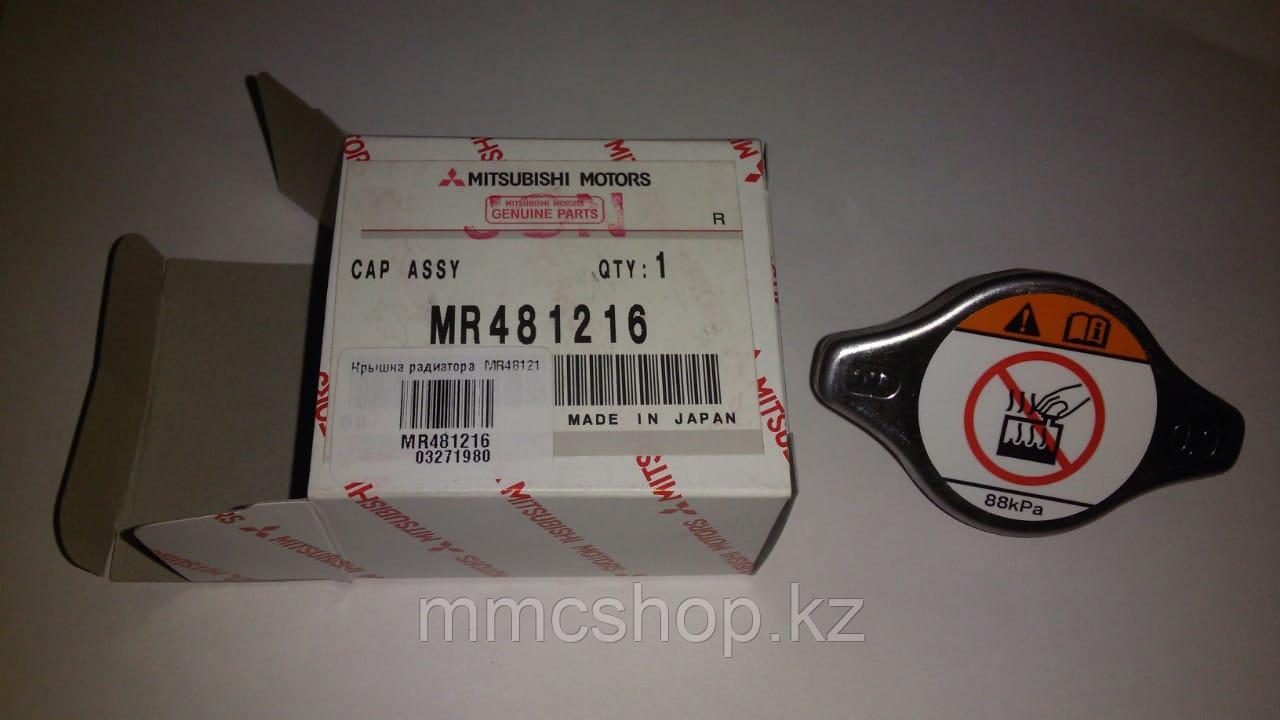 MITSUBISHI MOTORS
MITSUBISHI MOTORS
GENUINE PARTS
R
CAP ASSY QTY: 1
MR481216
Крышка радиатора MR48121
MR481216
03271980
MADE IN JAPAN
88kPa
MITSUBISHI MOTORS
mmcshop.kz